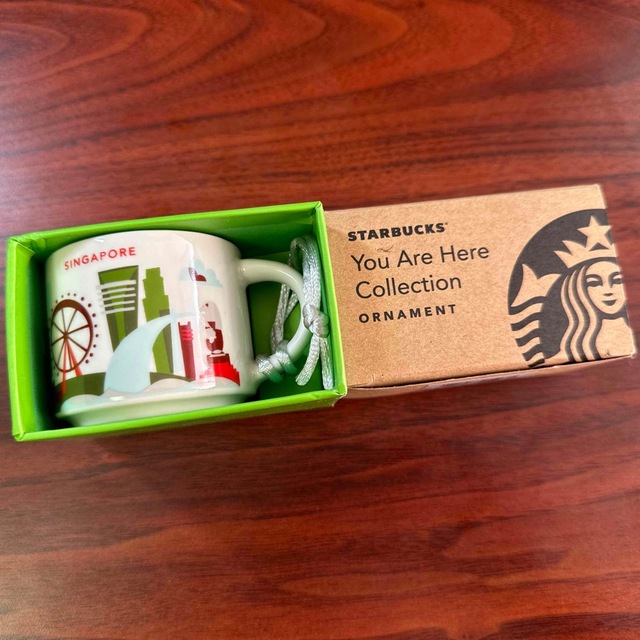 SINGAPORE
STARBUCKS®
You Are Here
Collection
ORNAMENT